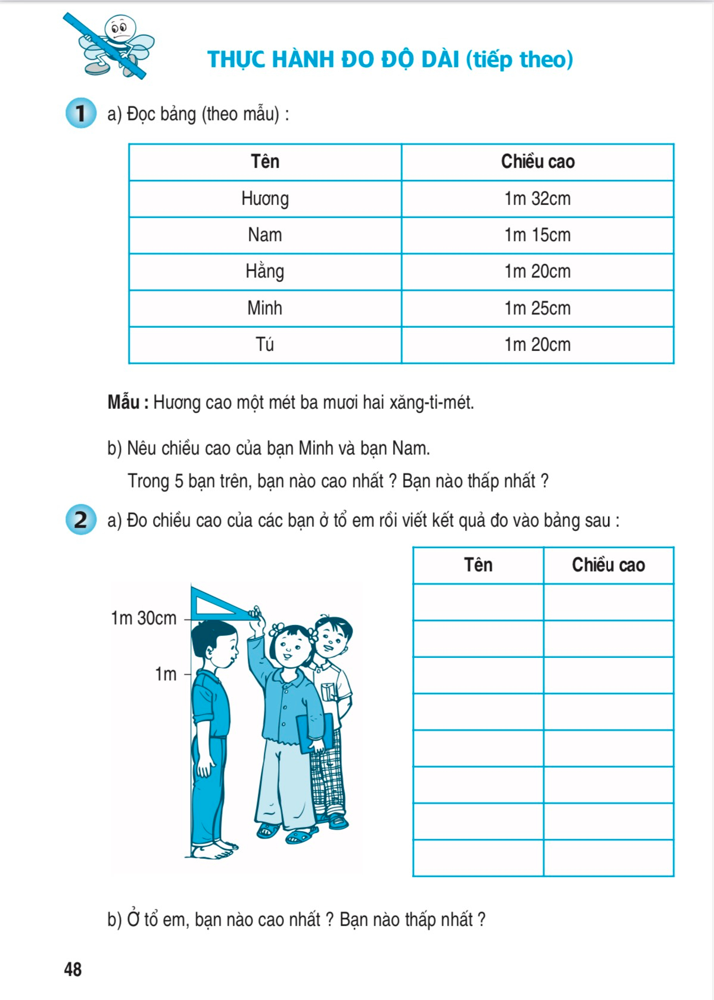 THỰC HÀNH ĐO ĐỘ DÀI (tiếp theo)
1 a) Đọc bảng (theo mẫu) :
Tên Chiều cao
Hương 1m 32cm
Nam 1m 15cm
Hằng 1m 20cm
Minh 1m 25cm
Tú 1m 20cm
Mẫu : Hương cao một mét ba mươi hai xăng-ti-mét.
b) Nêu chiều cao của bạn Minh và bạn Nam.
Trong 5 bạn trên, bạn nào cao nhất ? Bạn nào thấp nhất ?
2 a) Đo chiều cao của các bạn ở tổ em rồi viết kết quả đo vào bảng sau :
Tên Chiều cao
1m 30cm
1m
b) Ở tổ em, bạn nào cao nhất ? Bạn nào thấp nhất ?
48